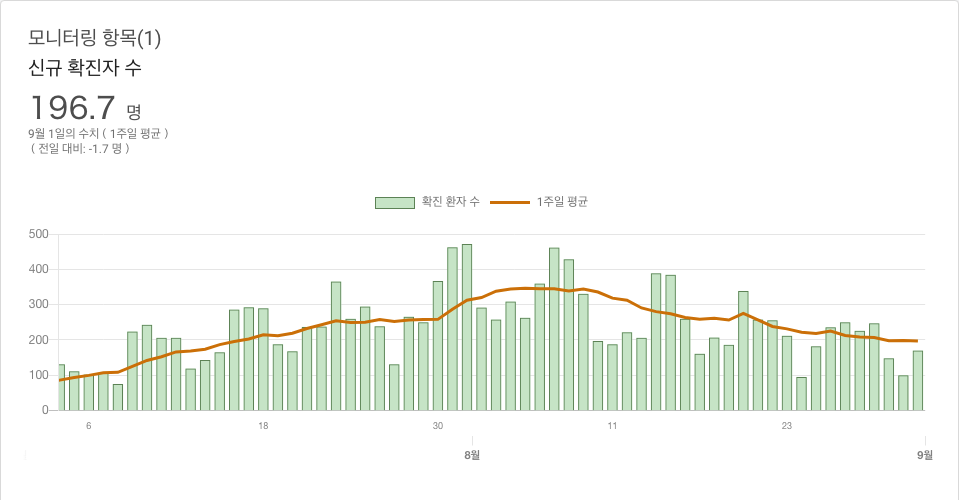 모니터링 항목(1)
신규 확진자 수
196.7 명
9월 1일의 수치 ( 1주일 평균 )
( 전일 대비: -1.7 명 )
확진 환자 수 1주일 평균
500
400
300
200
100
0
6 18 30 11 23
8월 9월